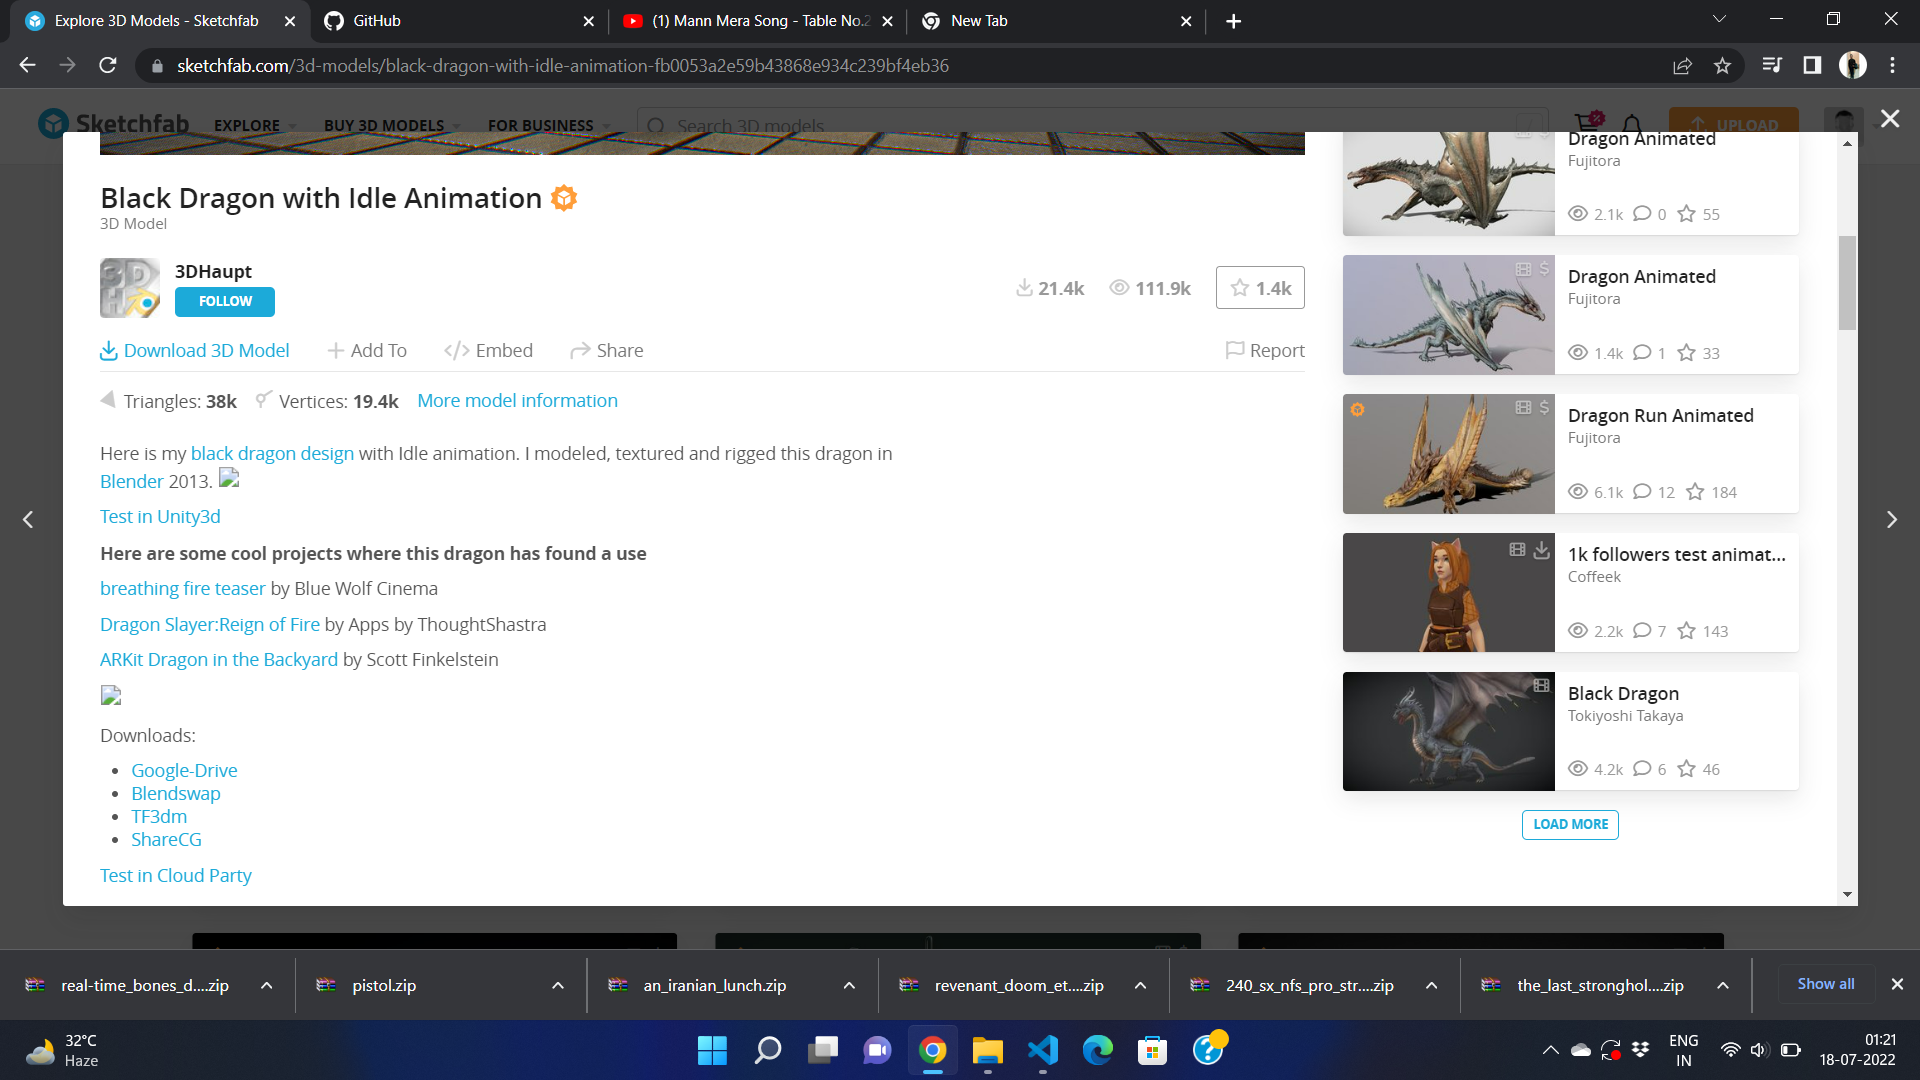 Explore 3D Models - Sketchfab
GitHub
(1) Mann Mera Song - Table No.2
New Tab
sketchfab.com/3d-models/black-dragon-with-idle-animation-fb0053a2e59b43868e934c239bf4eb36
Sketchfab
EXPLORE
BUY 3D MODELS
FOR BUSINESS
Search 3D models
UPLOAD
Black Dragon with Idle Animation
3D Model
3DHaupt
FOLLOW
21.4k
111.9k
1.4k
Download 3D Model
Add To
Embed
Share
Report
Triangles: 38k
Vertices: 19.4k
More model information
Here is my black dragon design with Idle animation. I modeled, textured and rigged this dragon in
Blender 2013.
Test in Unity3d
Here are some cool projects where this dragon has found a use
breathing fire teaser by Blue Wolf Cinema
Dragon Slayer:Reign of Fire by Apps by ThoughtShastra
ARKit Dragon in the Backyard by Scott Finkelstein
Downloads:
Google-Drive
Blendswap
TF3dm
ShareCG
Test in Cloud Party
Dragon Animated
Fujitora
2.1k 0 55
Dragon Animated
Fujitora
1.4k 1 33
Dragon Run Animated
Fujitora
6.1k 12 184
1k followers test animat...
Coffeek
2.2k 7 143
Black Dragon
Tokiyoshi Takaya
4.2k 6 46
LOAD MORE
real-time_bones_d....zip
pistol.zip
an_iranian_lunch.zip
revenant_doom_et....zip
240_sx_nfs_pro_str....zip
the_last_stronghol....zip
Show all
32°C
Haze
ENG
IN
01:21
18-07-2022